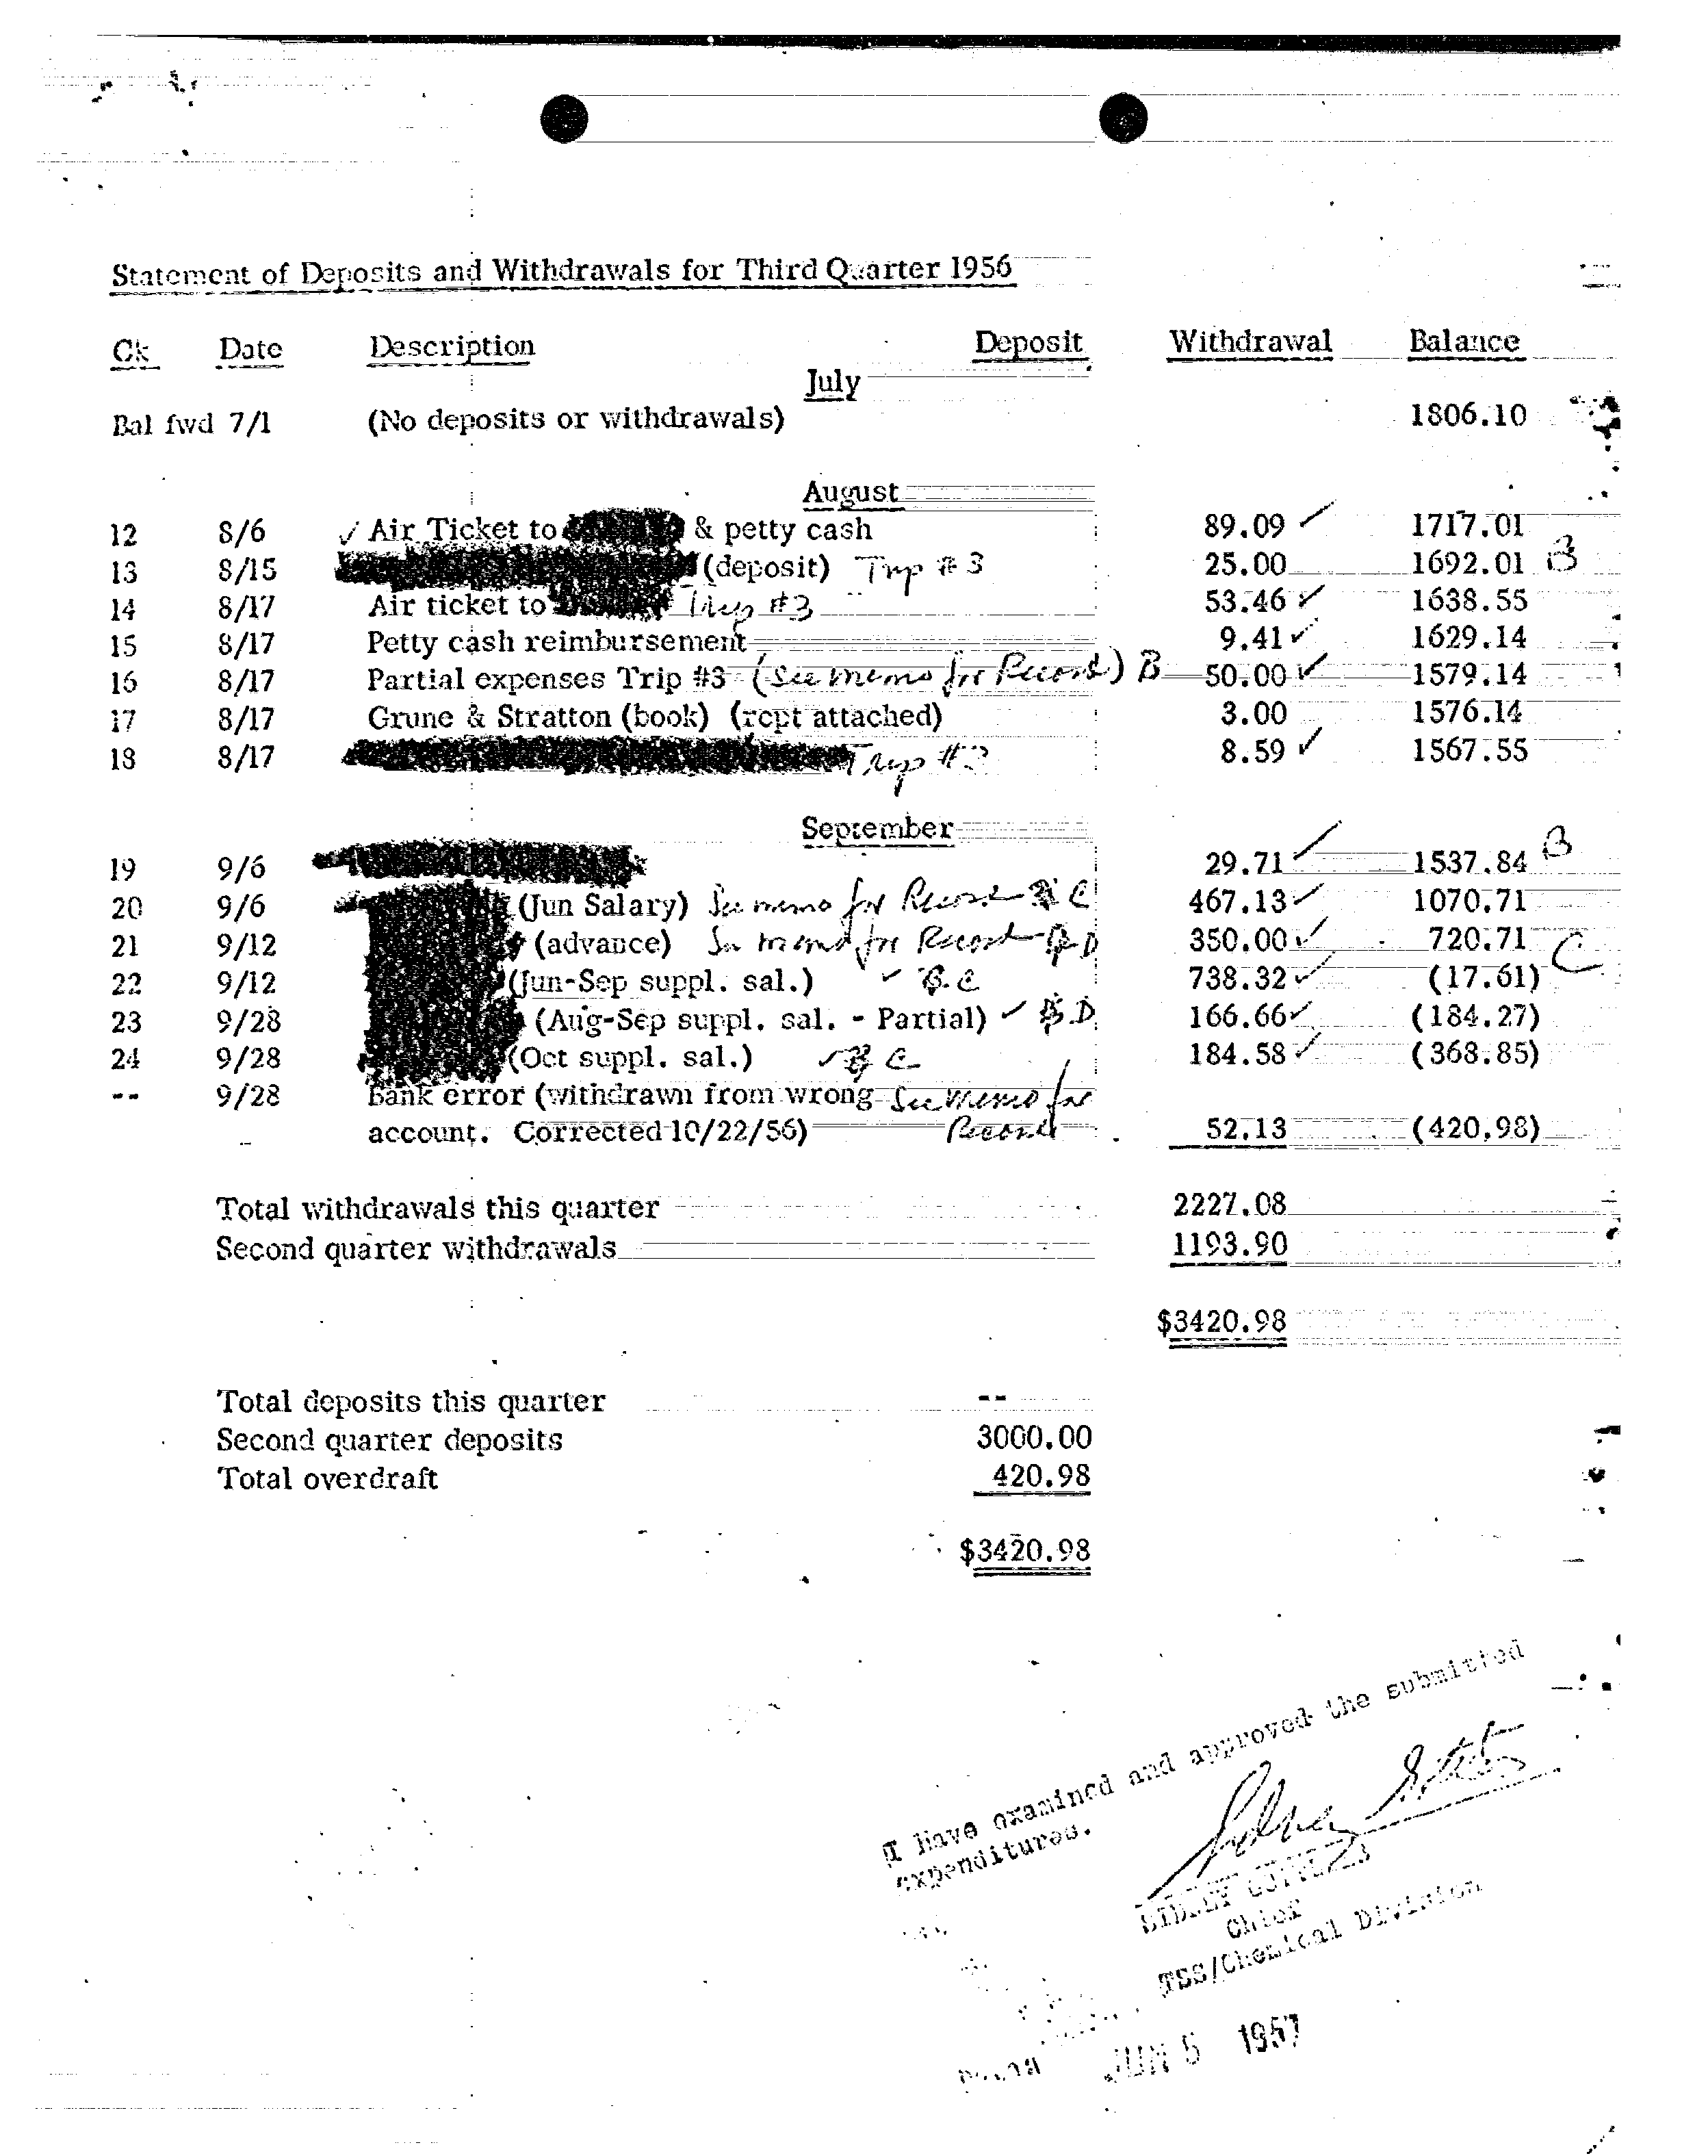 Statement of Deposits and Withdrawals for Third Quarter 1956
Ck Date Description Deposit Withdrawal Balance
July
Bal fwd 7/1 (No deposits or withdrawals) 1806.10
August
12 8/6 ✓ Air Ticket to & petty cash 89.09 ✓ 1717.01
13 8/15 (deposit) Trip #3 25.00 1692.01 B
14 8/17 Air ticket to Trip #3 53.46 ✓ 1638.55
15 8/17 Petty cash reimbursement 9.41 ✓ 1629.14
16 8/17 Partial expenses Trip #3 (See memo for Record) B 50.00 ✓ 1579.14
17 8/17 Grune & Stratton (book) (rcpt attached) 3.00 1576.14
18 8/17 Trip #3 8.59 ✓ 1567.55
September
19 9/6 29.71 ✓ 1537.84 B
20 9/6 (Jun Salary) See memo for Record C 467.13 ✓ 1070.71
21 9/12 (advance) See memo for Record D 350.00 ✓ 720.71 C
22 9/12 (Jun-Sep suppl. sal.) ✓ B.C 738.32 ✓ (17.61)
23 9/28 (Aug-Sep suppl. sal. - Partial) ✓ B.D. 166.66 ✓ (184.27)
24 9/28 (Oct suppl. sal.) ✓ B C 184.58 ✓ (368.85)
-- 9/28 Bank error (withdrawn from wrong See memo for
account. Corrected 10/22/56) Record 52.13 (420.98)
Total withdrawals this quarter 2227.08
Second quarter withdrawals 1193.90
$3420.98
Total deposits this quarter --
Second quarter deposits 3000.00
Total overdraft 420.98
$3420.98
I have examined and approved the submitted
expenditures.
Sidney Gottlieb
SIDNEY GOTTLIEB
Chief
TSS/Chemical Division
JUN 5 1957